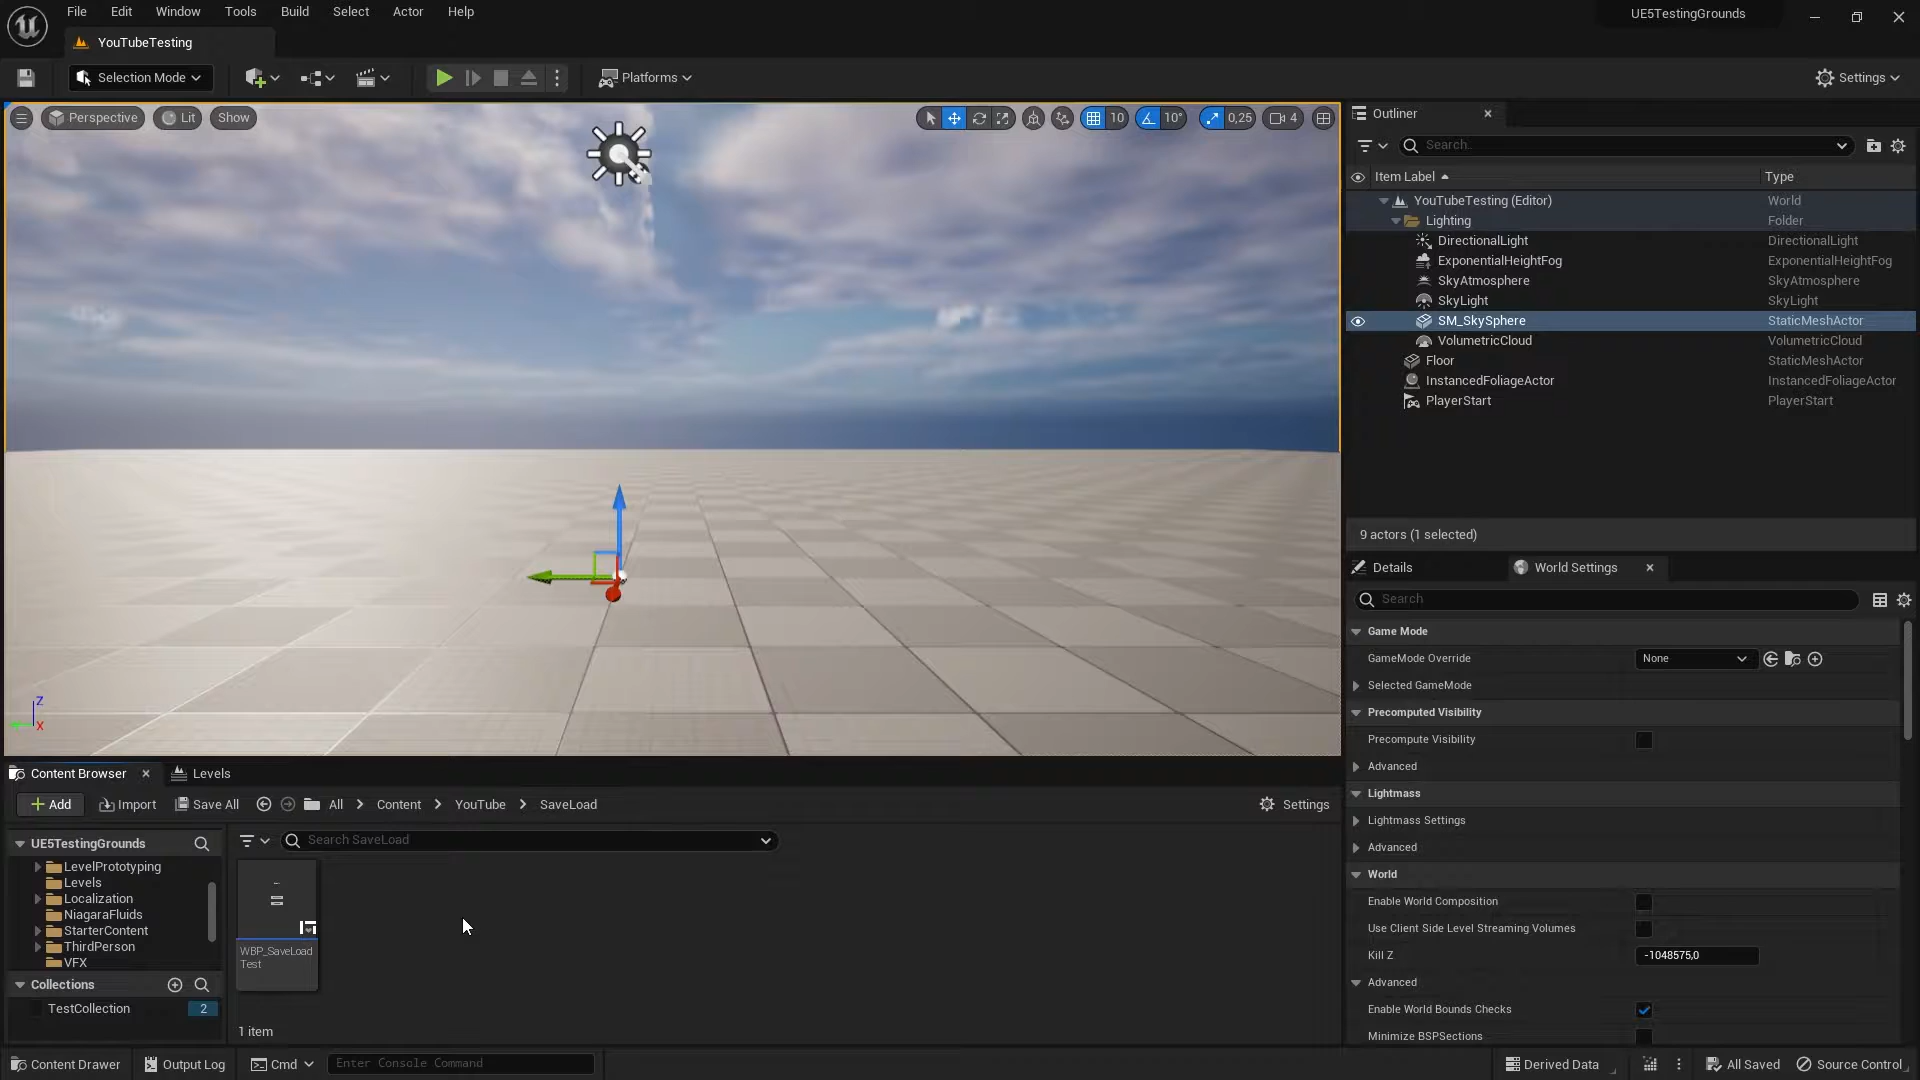 File Edit Window Tools Build Select Actor Help
UE5TestingGrounds
YouTubeTesting
Selection Mode
Platforms
Settings
Perspective Lit Show
10 10° 0,25 4
Outliner
Search..
Item Label Type
YouTubeTesting (Editor) World
Lighting Folder
DirectionalLight DirectionalLight
ExponentialHeightFog ExponentialHeightFog
SkyAtmosphere SkyAtmosphere
SkyLight SkyLight
SM_SkySphere StaticMeshActor
VolumetricCloud VolumetricCloud
Floor StaticMeshActor
InstancedFoliageActor InstancedFoliageActor
PlayerStart PlayerStart
9 actors (1 selected)
Details World Settings
Search
Game Mode
GameMode Override None
Selected GameMode
Precomputed Visibility
Precompute Visibility
Advanced
Lightmass
Lightmass Settings
Advanced
World
Enable World Composition
Use Client Side Level Streaming Volumes
Kill Z -1048575,0
Advanced
Enable World Bounds Checks
Minimize BSPSections
Z
X
Content Browser Levels
Add Import Save All All Content YouTube SaveLoad Settings
UE5TestingGrounds
Search SaveLoad
LevelPrototyping
Levels
Localization
NiagaraFluids
StarterContent
ThirdPerson
VFX
Collections
TestCollection 2
WBP_SaveLoad
Test
1 item
Content Drawer Output Log Cmd Enter Console Command Derived Data All Saved Source Control